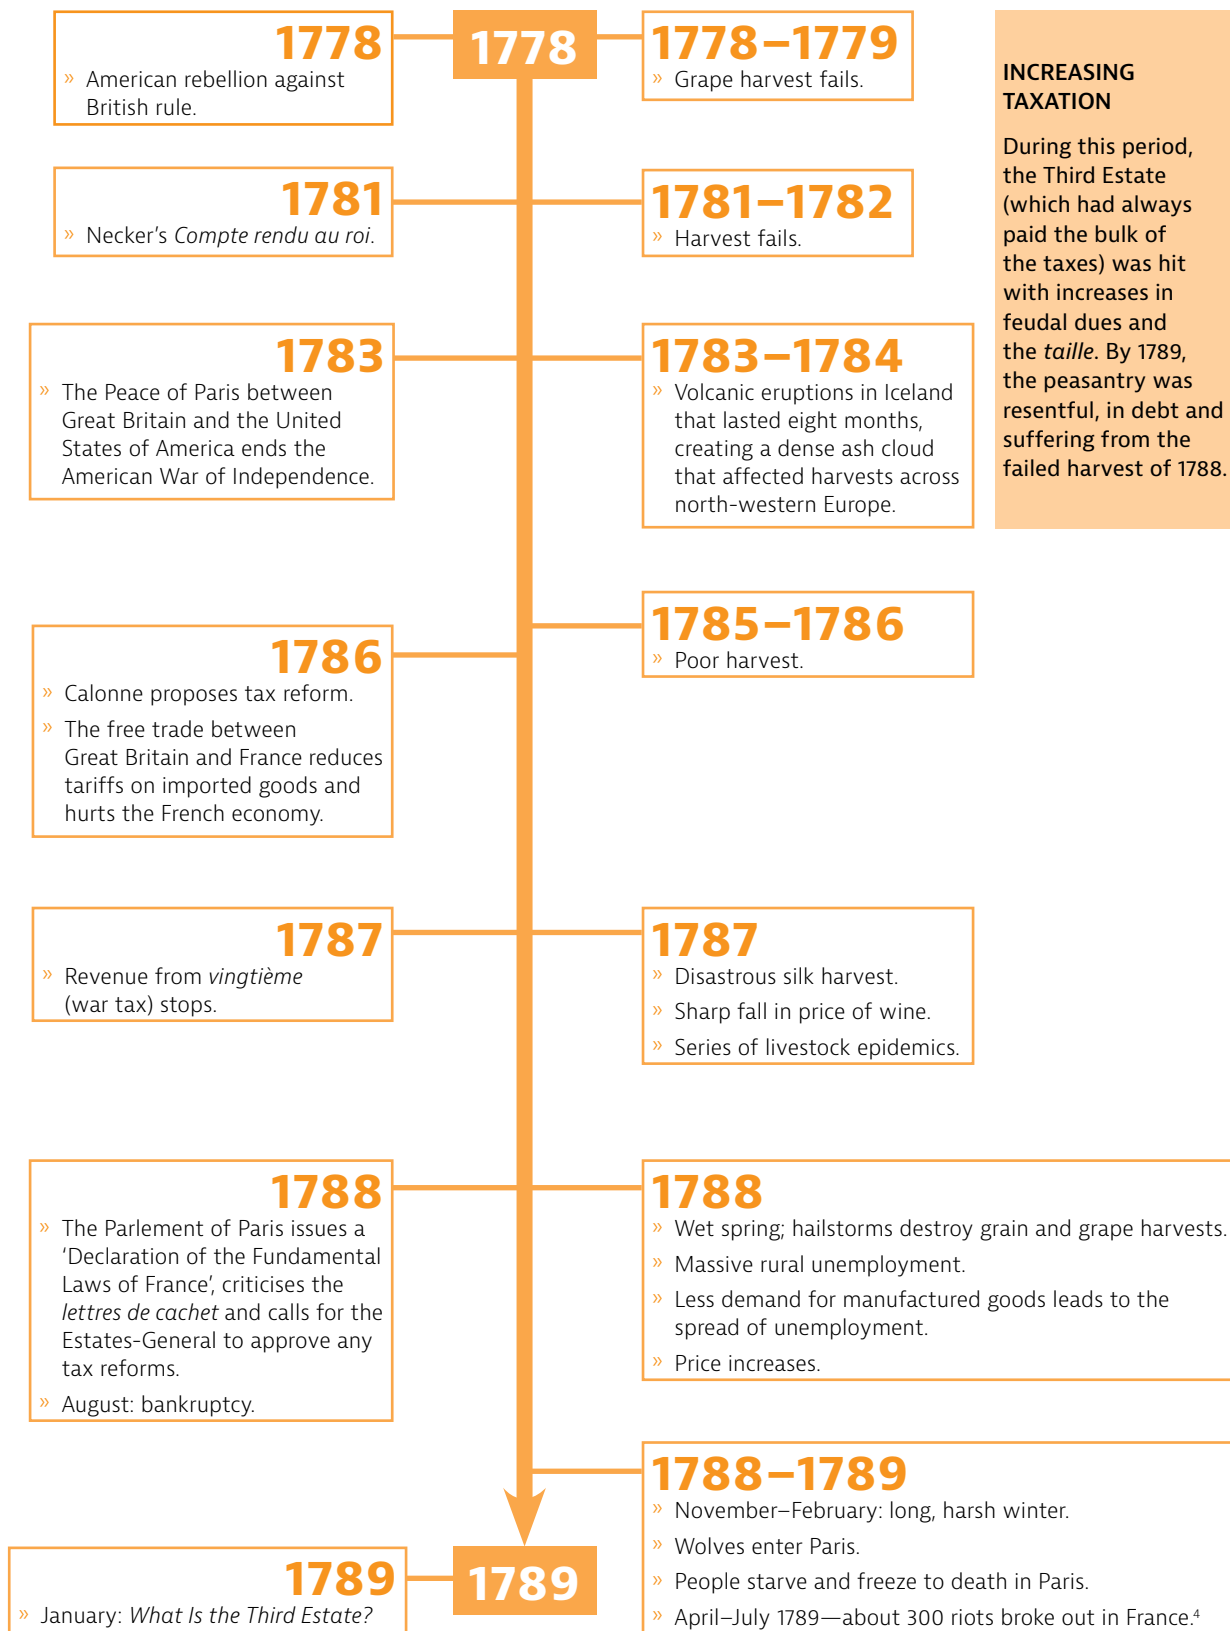 1778
1778
» American rebellion against
British rule.
1778–1779
» Grape harvest fails.
INCREASING
TAXATION
During this period,
the Third Estate
(which had always
paid the bulk of
the taxes) was hit
with increases in
feudal dues and
the taille. By 1789,
the peasantry was
resentful, in debt and
suffering from the
failed harvest of 1788.
1781
» Necker’s Compte rendu au roi.
1781–1782
» Harvest fails.
1783
» The Peace of Paris between
Great Britain and the United
States of America ends the
American War of Independence.
1783–1784
» Volcanic eruptions in Iceland
that lasted eight months,
creating a dense ash cloud
that affected harvests across
north-western Europe.
1785–1786
» Poor harvest.
1786
» Calonne proposes tax reform.
» The free trade between
Great Britain and France reduces
tariffs on imported goods and
hurts the French economy.
1787
» Revenue from vingtième
(war tax) stops.
1787
» Disastrous silk harvest.
» Sharp fall in price of wine.
» Series of livestock epidemics.
1788
» The Parlement of Paris issues a
‘Declaration of the Fundamental
Laws of France’, criticises the
lettres de cachet and calls for the
Estates-General to approve any
tax reforms.
» August: bankruptcy.
1788
» Wet spring; hailstorms destroy grain and grape harvests.
» Massive rural unemployment.
» Less demand for manufactured goods leads to the
spread of unemployment.
» Price increases.
1788–1789
» November–February: long, harsh winter.
» Wolves enter Paris.
» People starve and freeze to death in Paris.
» April–July 1789—about 300 riots broke out in France.⁴
1789
» January: What Is the Third Estate?
1789